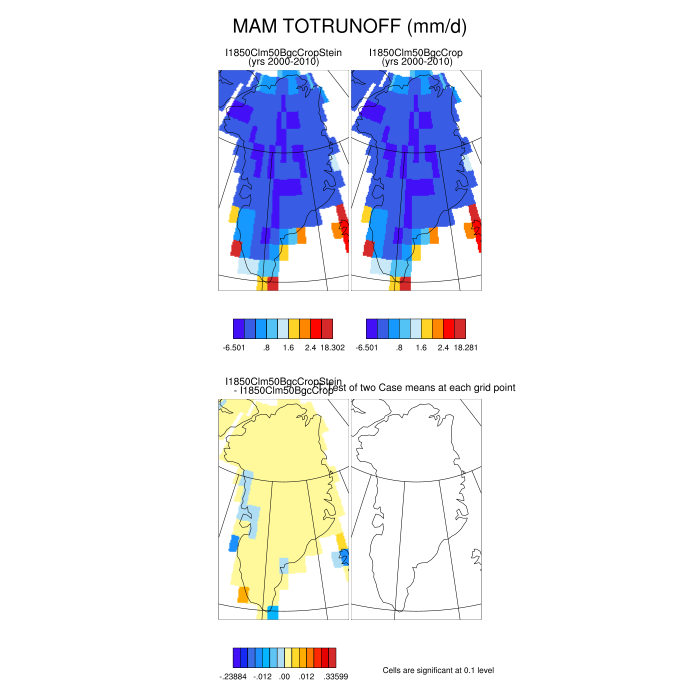 MAM TOTRUNOFF (mm/d)
I1850Clm50BgcCropStein
(yrs 2000-2010)
I1850Clm50BgcCrop
(yrs 2000-2010)
-6.501 .8 1.6 2.4 18.302
-6.501 .8 1.6 2.4 18.281
I1850Clm50BgcCropStein
- I1850Clm50BgcCrop
of two Case means at each grid point
-.23884 -.012 .00 .012 .33599
Cells are significant at 0.1 level